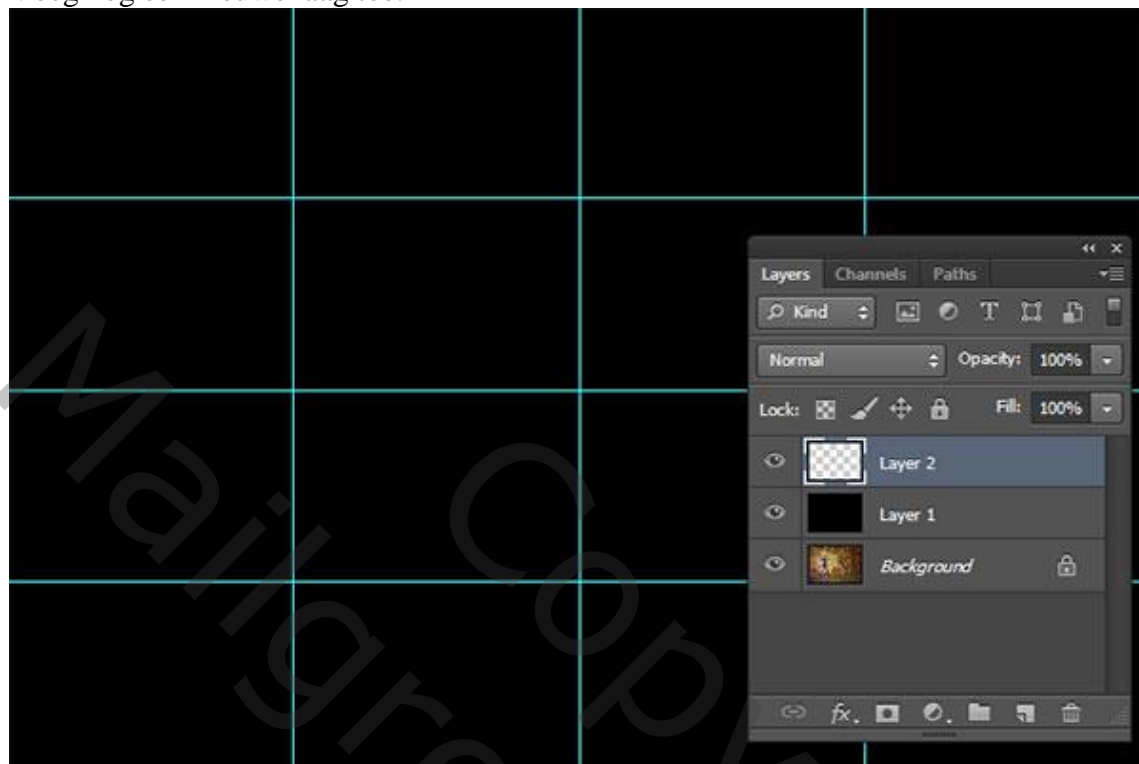 Layers Channels Paths
Kind
Normal Opacity: 100%
Lock: Fill: 100%
Layer 2
Layer 1
Background
fx.